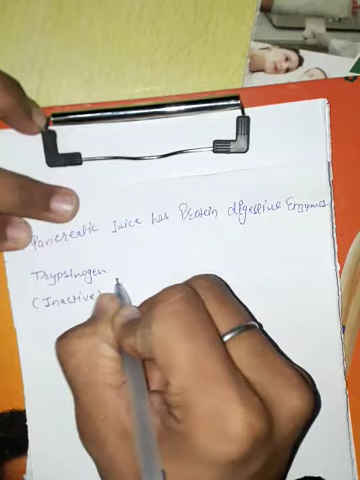 Pancreatic Juice has Protein digestive Enzymes
Trypsinogen
(Inactive)